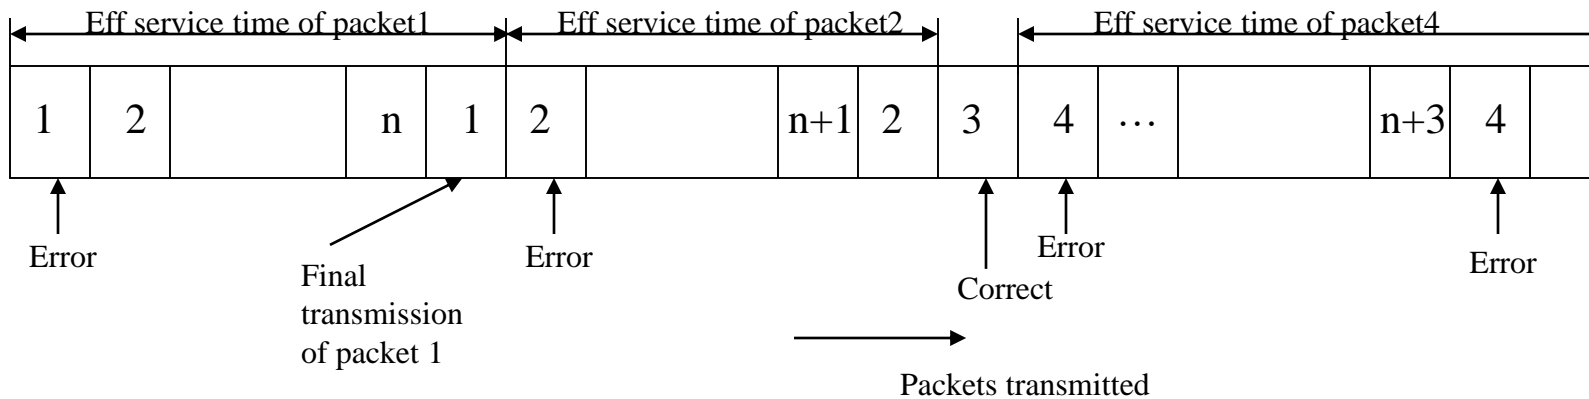 Eff service time of packet1 Eff service time of packet2 Eff service time of packet4
1 2 n 1 2 n+1 2 3 4 ... n+3 4
Error
Final
transmission
of packet 1
Error
Correct
Error
Error
Packets transmitted